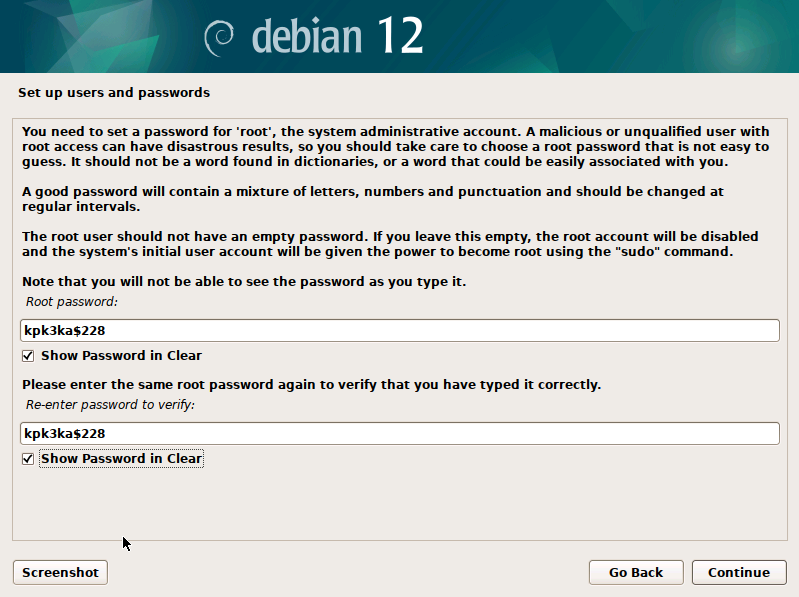 debian 12
Set up users and passwords
You need to set a password for 'root', the system administrative account. A malicious or unqualified user with
root access can have disastrous results, so you should take care to choose a root password that is not easy to
guess. It should not be a word found in dictionaries, or a word that could be easily associated with you.
A good password will contain a mixture of letters, numbers and punctuation and should be changed at
regular intervals.
The root user should not have an empty password. If you leave this empty, the root account will be disabled
and the system's initial user account will be given the power to become root using the "sudo" command.
Note that you will not be able to see the password as you type it.
Root password:
kpk3ka$228
Show Password in Clear
Please enter the same root password again to verify that you have typed it correctly.
Re-enter password to verify:
kpk3ka$228
Show Password in Clear
Screenshot Go Back Continue